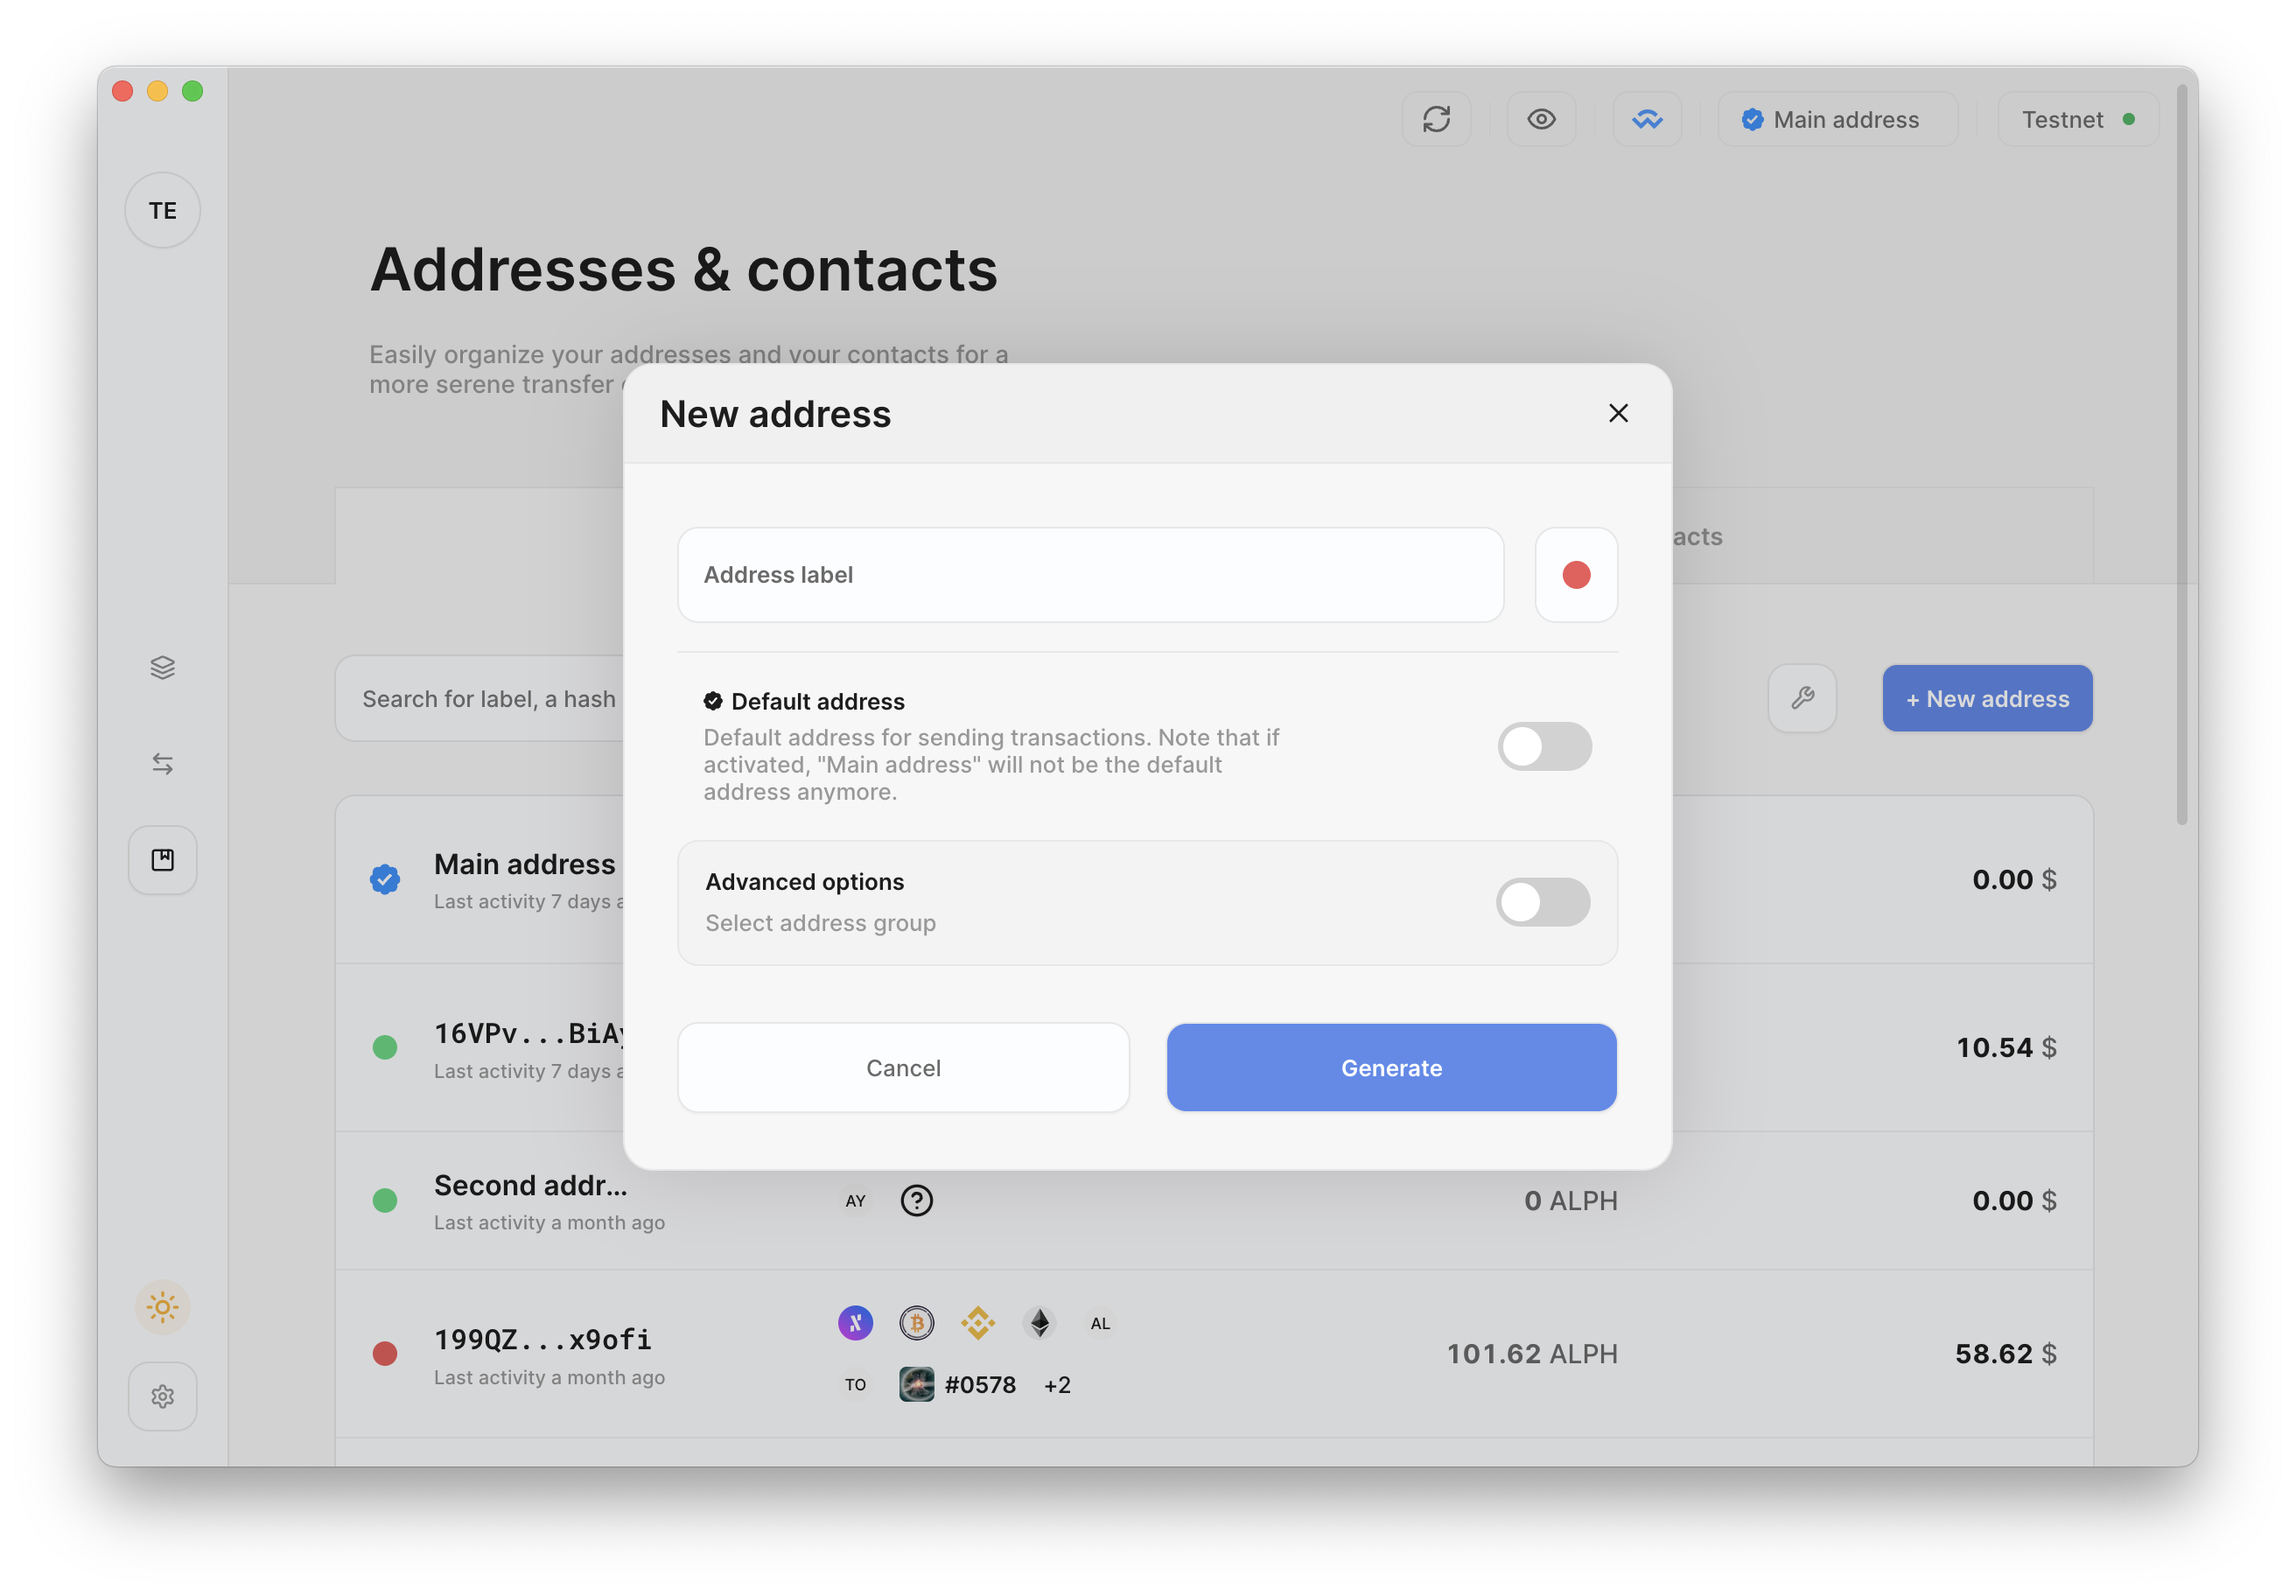 Main address
Testnet
TE
Addresses & contacts
Easily organize your addresses and your contacts for a
more serene transfer
New address
Address label
Default address
Default address for sending transactions. Note that if
activated, "Main address" will not be the default
address anymore.
Advanced options
Select address group
Cancel
Generate
Search for label, a hash
+ New address
Main address
Last activity 7 days
0.00 $
16VPv...BiAy
Last activity 7 days
10.54 $
Second addr...
Last activity a month ago
AY
0 ALPH
0.00 $
199QZ...x9ofi
Last activity a month ago
AL
TO
#0578
+2
101.62 ALPH
58.62 $